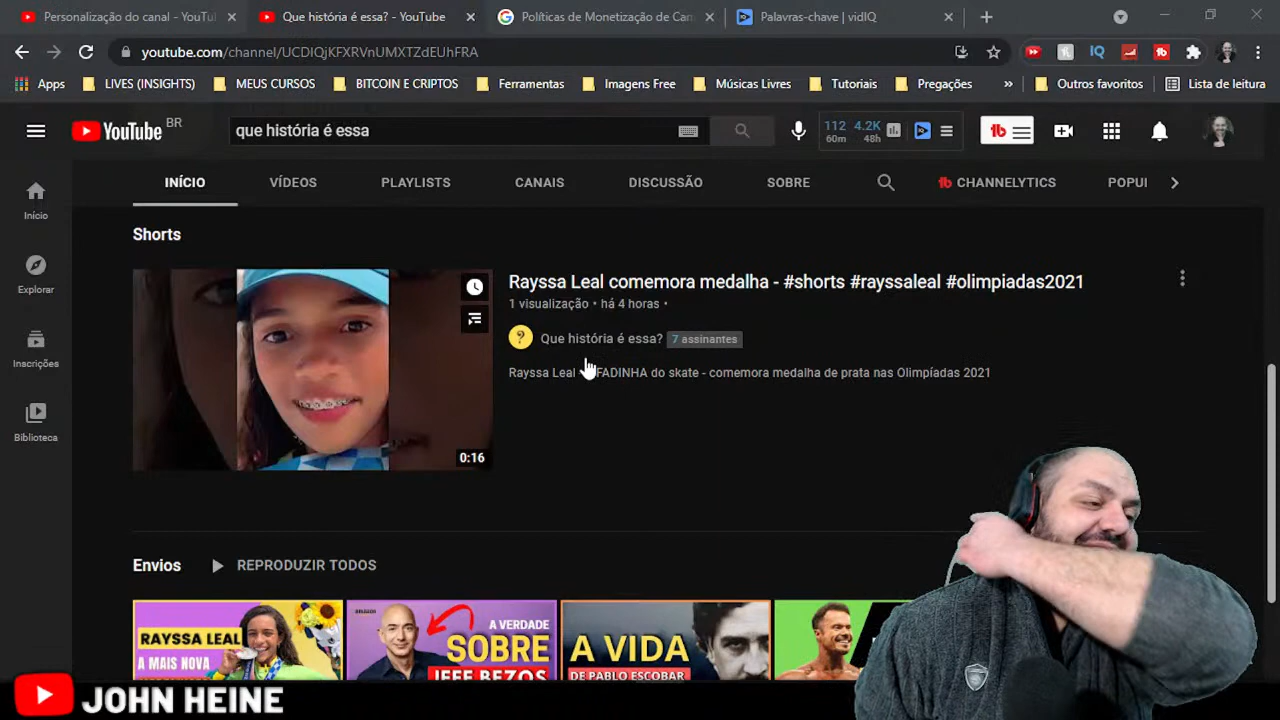 Personalização do canal - YouTu
Que história é essa? - YouTube
Políticas de Monetização de Can
Palavras-chave | vidIQ
youtube.com/channel/UCDIQjKFXRVnUMXTZdEUhFRA
Apps
LIVES (INSIGHTS)
MEUS CURSOS
BITCOIN E CRIPTOS
Ferramentas
Imagens Free
Músicas Livres
Tutoriais
Pregações
»
Outros favoritos
Lista de leitura
YouTube BR
que história é essa
112 4.2K
60m 48h
tb
INÍCIO
VÍDEOS
PLAYLISTS
CANAIS
DISCUSSÃO
SOBRE
CHANNELYTICS
POPUI
Início
Explorar
Inscrições
Biblioteca
Shorts
0:16
Rayssa Leal comemora medalha - #shorts #rayssaleal #olimpiadas2021
1 visualização • há 4 horas •
? Que história é essa? 7 assinantes
Rayssa Leal FADINHA do skate - comemora medalha de prata nas Olimpíadas 2021
Envios
REPRODUZIR TODOS
RAYSSA LEAL
A MAIS NOVA
amazon
A VERDADE
SOBRE
JEFF BEZOS
A VIDA
DE PABLO ESCOBAR
JOHN HEINE